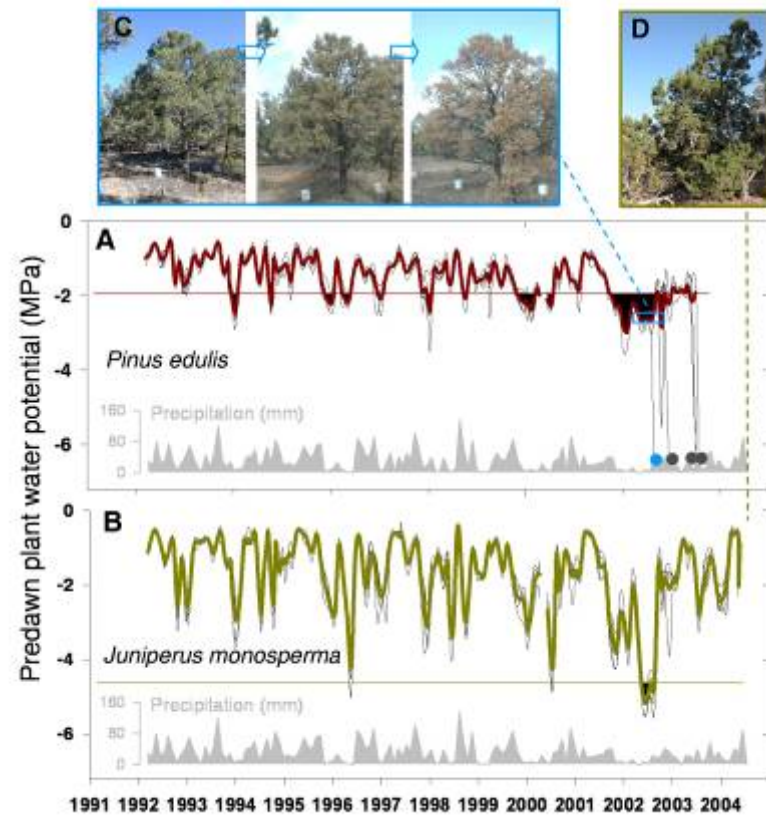 C
D
Predawn plant water potential (MPa)
0
A
-2
Pinus edulis
-4
160
Precipitation (mm)
80
-6
0
0
B
-2
Juniperus monosperma
-4
160
Precipitation (mm)
80
-6
0
1991 1992 1993 1994 1995 1996 1997 1998 1999 2000 2001 2002 2003 2004